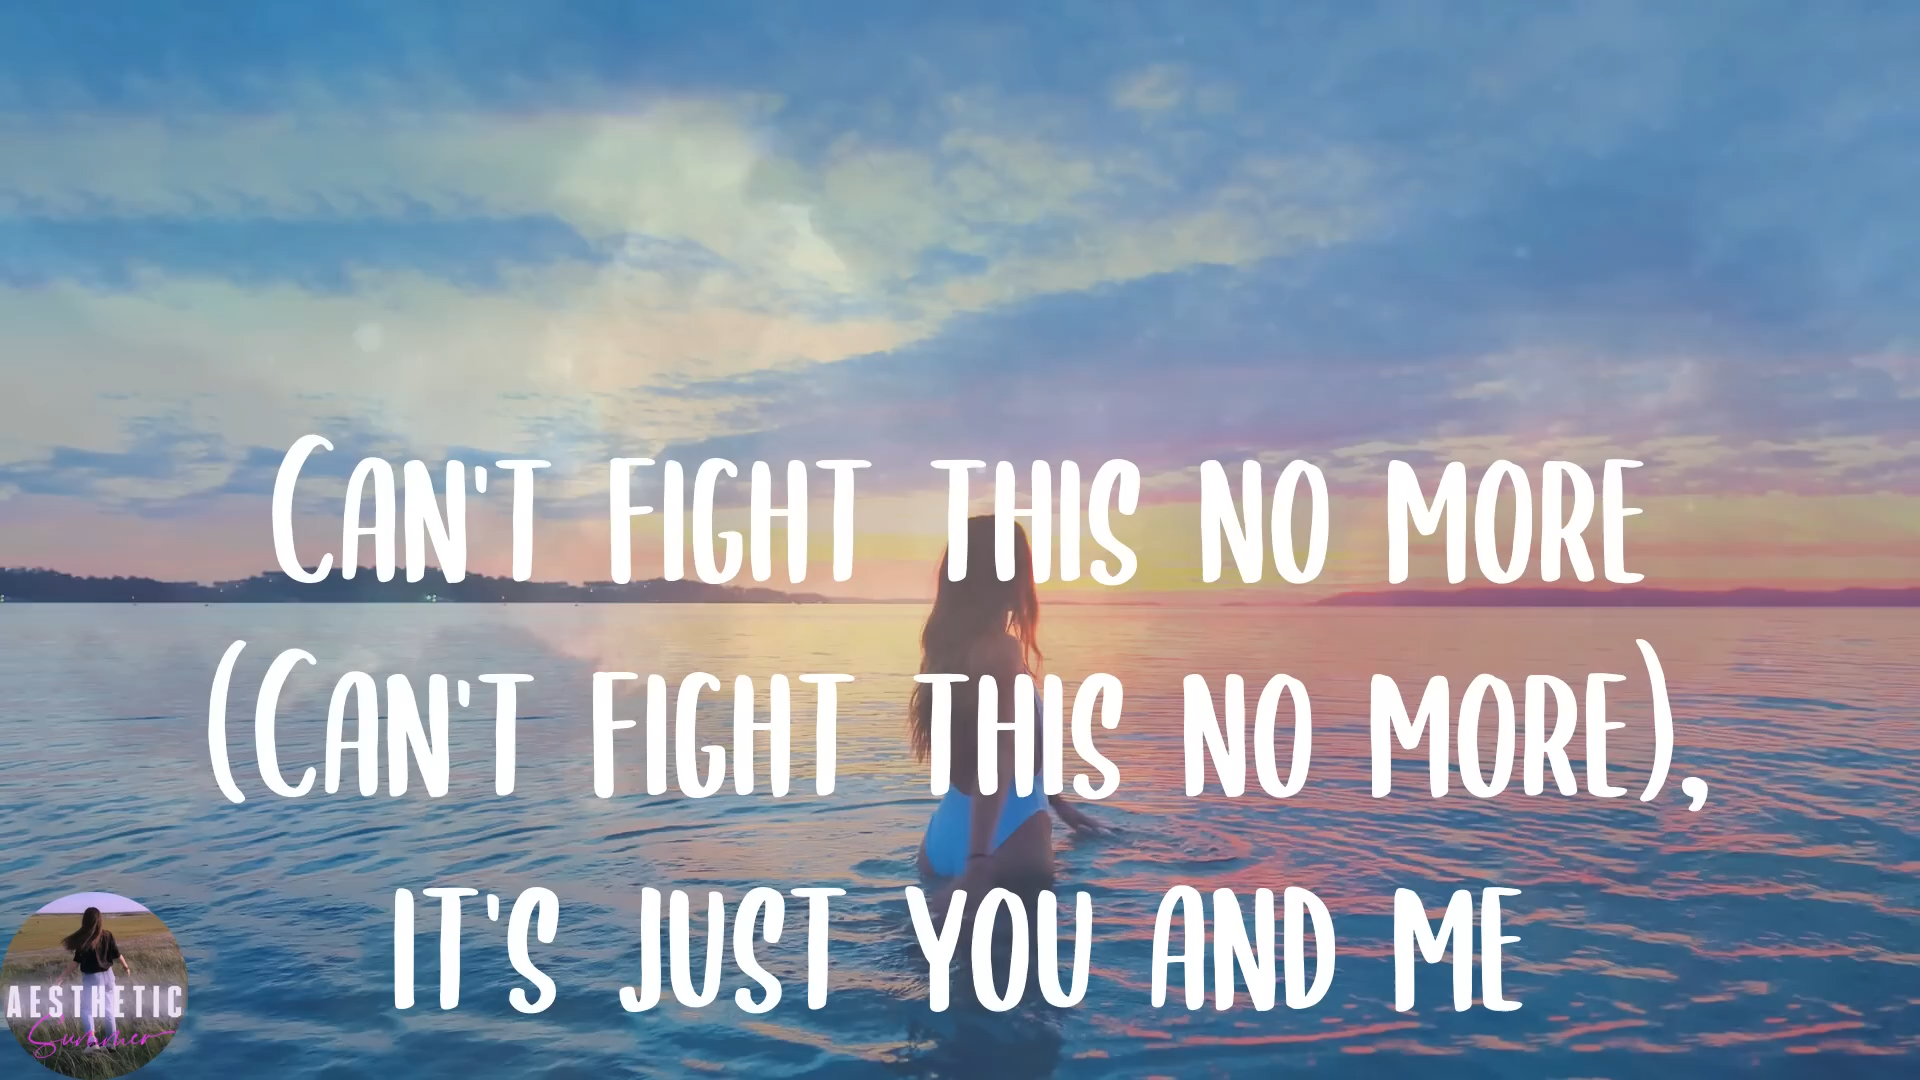 Can't fight this no more
(Can't fight this no more),
it's just you and me
AESTHETIC
Summer